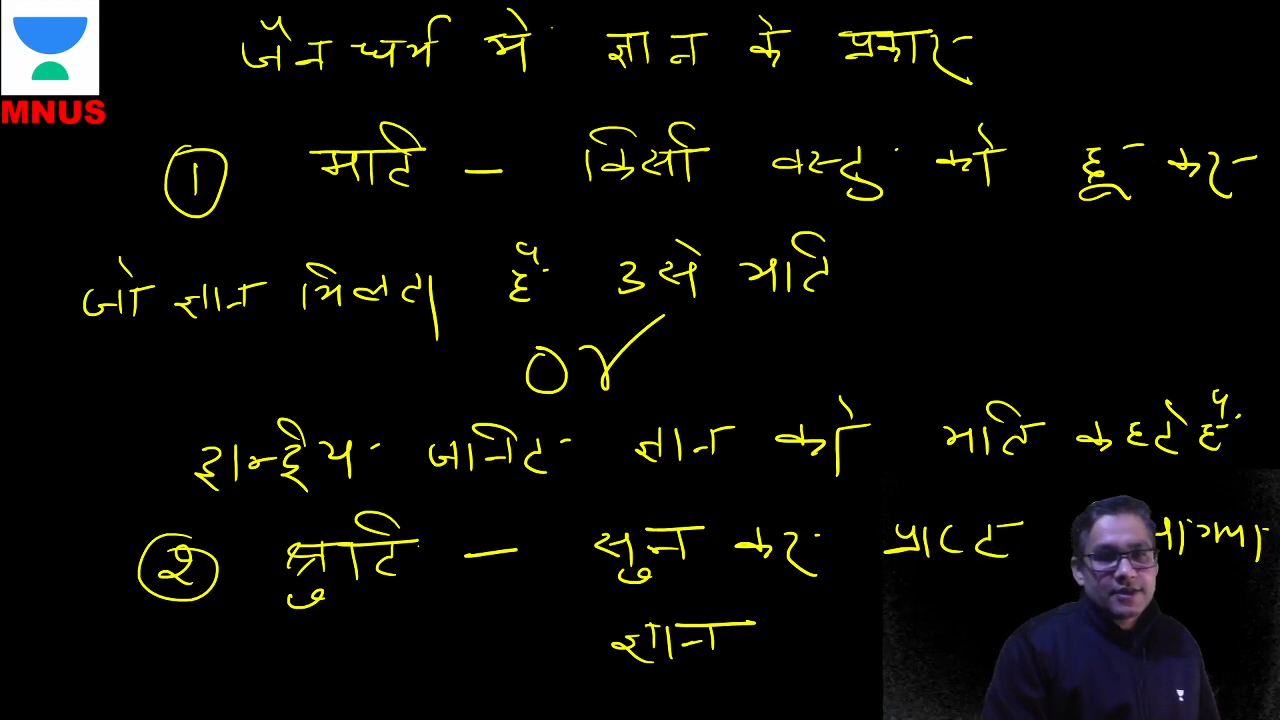 MNUS
जैन धर्म मे ज्ञान के प्रकार
① मति - किसी वस्तु को छू कर
जो ज्ञान मिलता है उसे मति
Or
इन्द्रिय जनित ज्ञान को मति कहते हैं
② श्रुति - सुन कर प्राप्त
ज्ञान